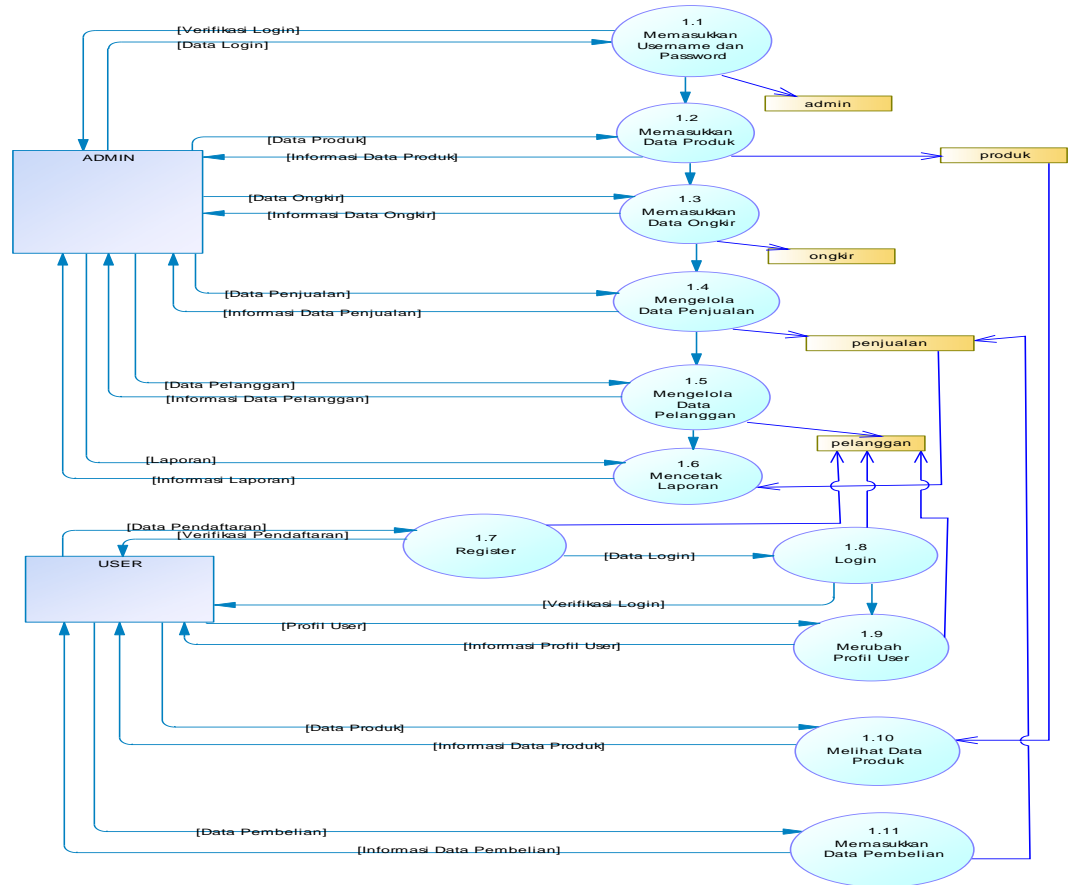 [Verifikasi Login]
[Data Login]
1.1
Memasukkan
Username dan
Password
admin
1.2
Memasukkan
Data Produk
[Data Produk]
[Informasi Data Produk]
ADMIN
produk
1.3
Memasukkan
Data Ongkir
[Data Ongkir]
[Informasi Data Ongkir]
ongkir
1.4
Mengelola
Data Penjualan
[Data Penjualan]
[Informasi Data Penjualan]
penjualan
1.5
Mengelola
Data
Pelanggan
[Data Pelanggan]
[Informasi Data Pelanggan]
pelanggan
1.6
Mencetak
Laporan
[Laporan]
[Informasi Laporan]
[Data Pendaftaran]
[Verifikasi Pendaftaran]
1.7
Register
[Data Login]
1.8
Login
USER
[Verifikasi Login]
[Profil User]
[Informasi Profil User]
1.9
Merubah
Profil User
[Data Produk]
[Informasi Data Produk]
1.10
Melihat Data
Produk
[Data Pembelian]
[Informasi Data Pembelian]
1.11
Memasukkan
Data Pembelian